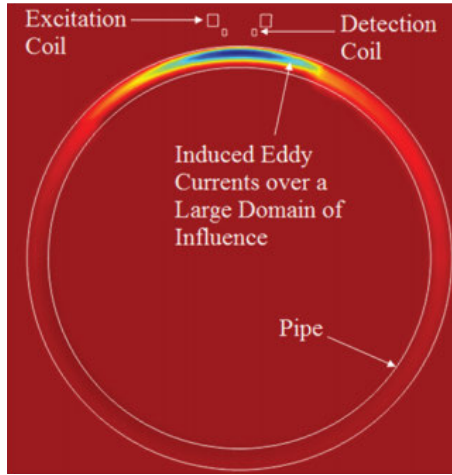 Excitation
Coil
Detection
Coil
Induced Eddy
Currents over a
Large Domain of
Influence
Pipe